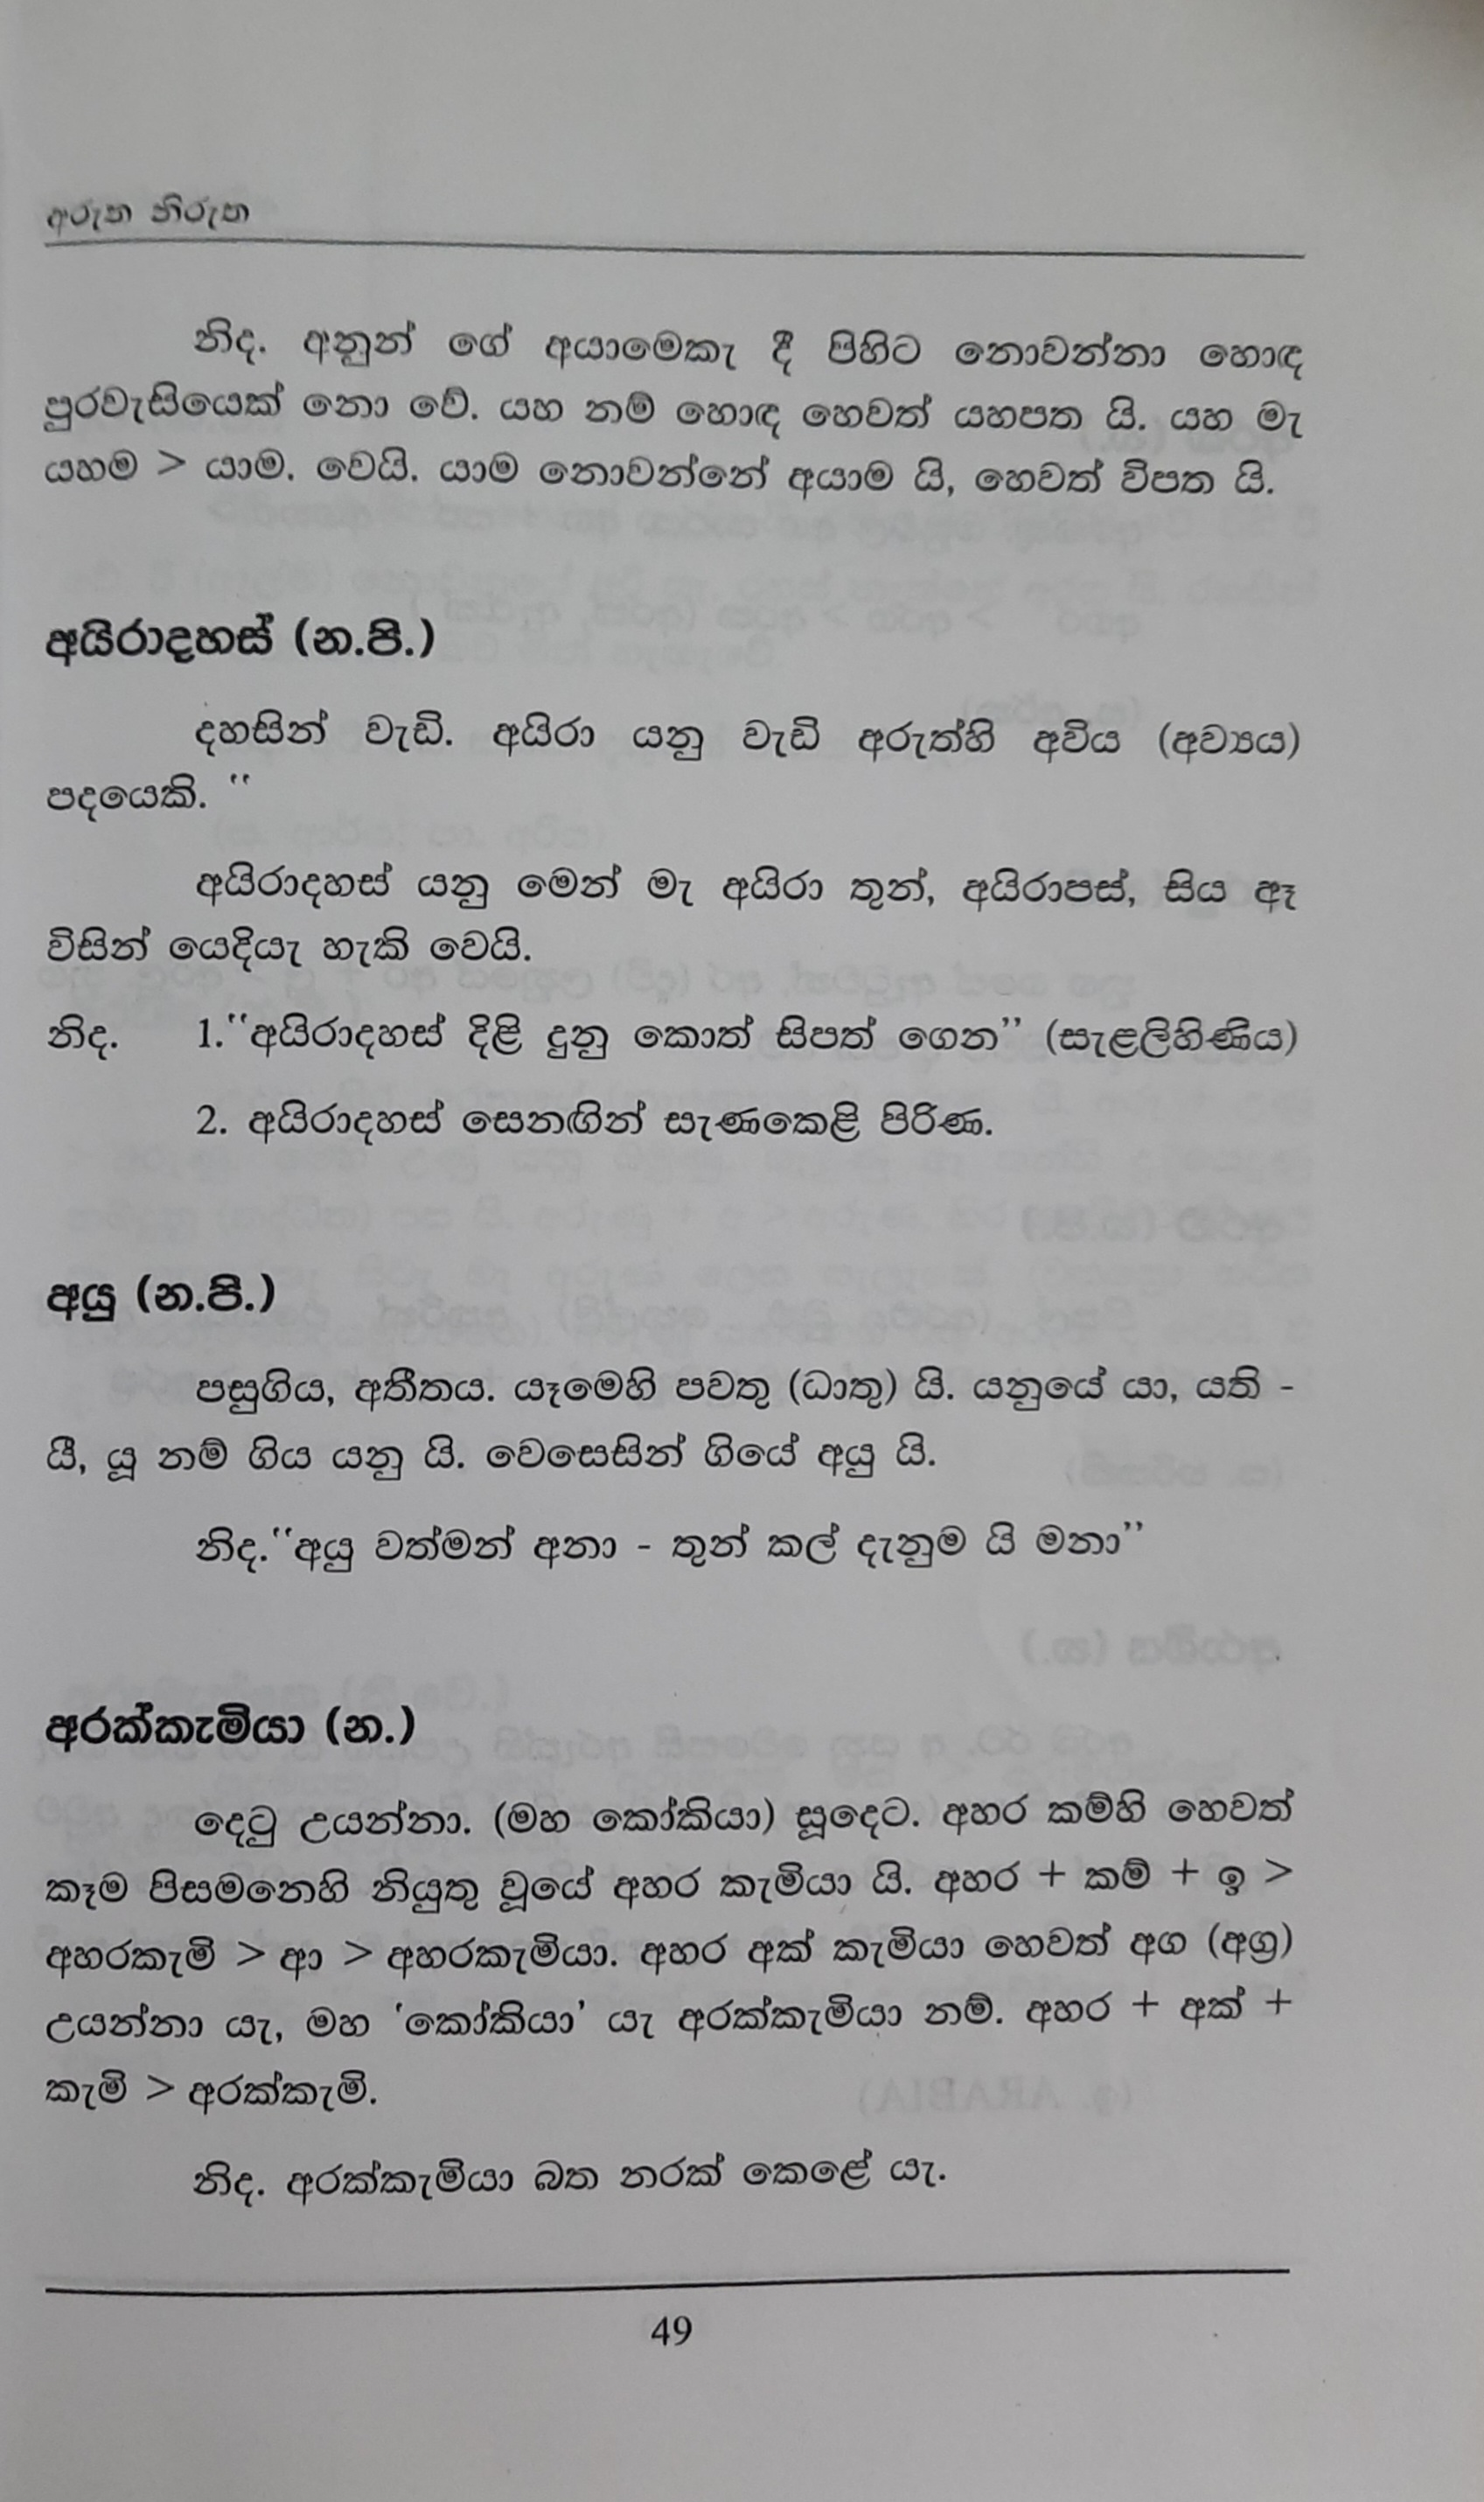 අරුත නිරුත
නිද. අනුන් ගේ අයාමෙකැ දී පිහිට නොවන්නා හොඳ
පුරවැසියෙක් නො වේ. යහ නම් හොඳ හෙවත් යහපත යි. යහ මැ
යහම > යාම. වෙයි. යාම නොවන්නේ අයාම යි, හෙවත් විපත යි.
අයිරාදහස් (න.පි.)
දහසින් වැඩි. අයිරා යනු වැඩි අරුත්හි අවිය (අව්‍යය)
පදයෙකි. “
අයිරාදහස් යනු මෙන් මැ අයිරා තුන්, අයිරාපස්, සිය ඈ
විසින් යෙදියැ හැකි වෙයි.
නිද. 1.“අයිරාදහස් දිළි දුනු කොත් සිපත් ගෙන” (සැළලිහිණිය)
2. අයිරාදහස් සෙනඟින් සැණකෙළි පිරිණ.
අයු (න.පි.)
පසුගිය, අතීතය. යෑමෙහි පවතු (ධාතු) යි. යනුයේ යා, යති -
යී, යූ නම් ගිය යනු යි. වෙසෙසින් ගියේ අයු යි.
නිද.“අයු වත්මන් අනා - තුන් කල් දැනුම යි මනා”
අරක්කැමියා (න.)
දෙටු උයන්නා. (මහ කෝකියා) සූදෙට. අහර කම්හි හෙවත්
කෑම පිසමනෙහි නියුතු වූයේ අහර කැමියා යි. අහර + කම් + ඉ >
අහරකැමි > ආ > අහරකැමියා. අහර අක් කැමියා හෙවත් අග (අග්‍ර)
උයන්නා යැ, මහ ‘කෝකියා’ යැ අරක්කැමියා නම්. අහර + අක් +
කැමි > අරක්කැමි.
නිද. අරක්කැමියා බත නරක් කෙළේ යැ.
49